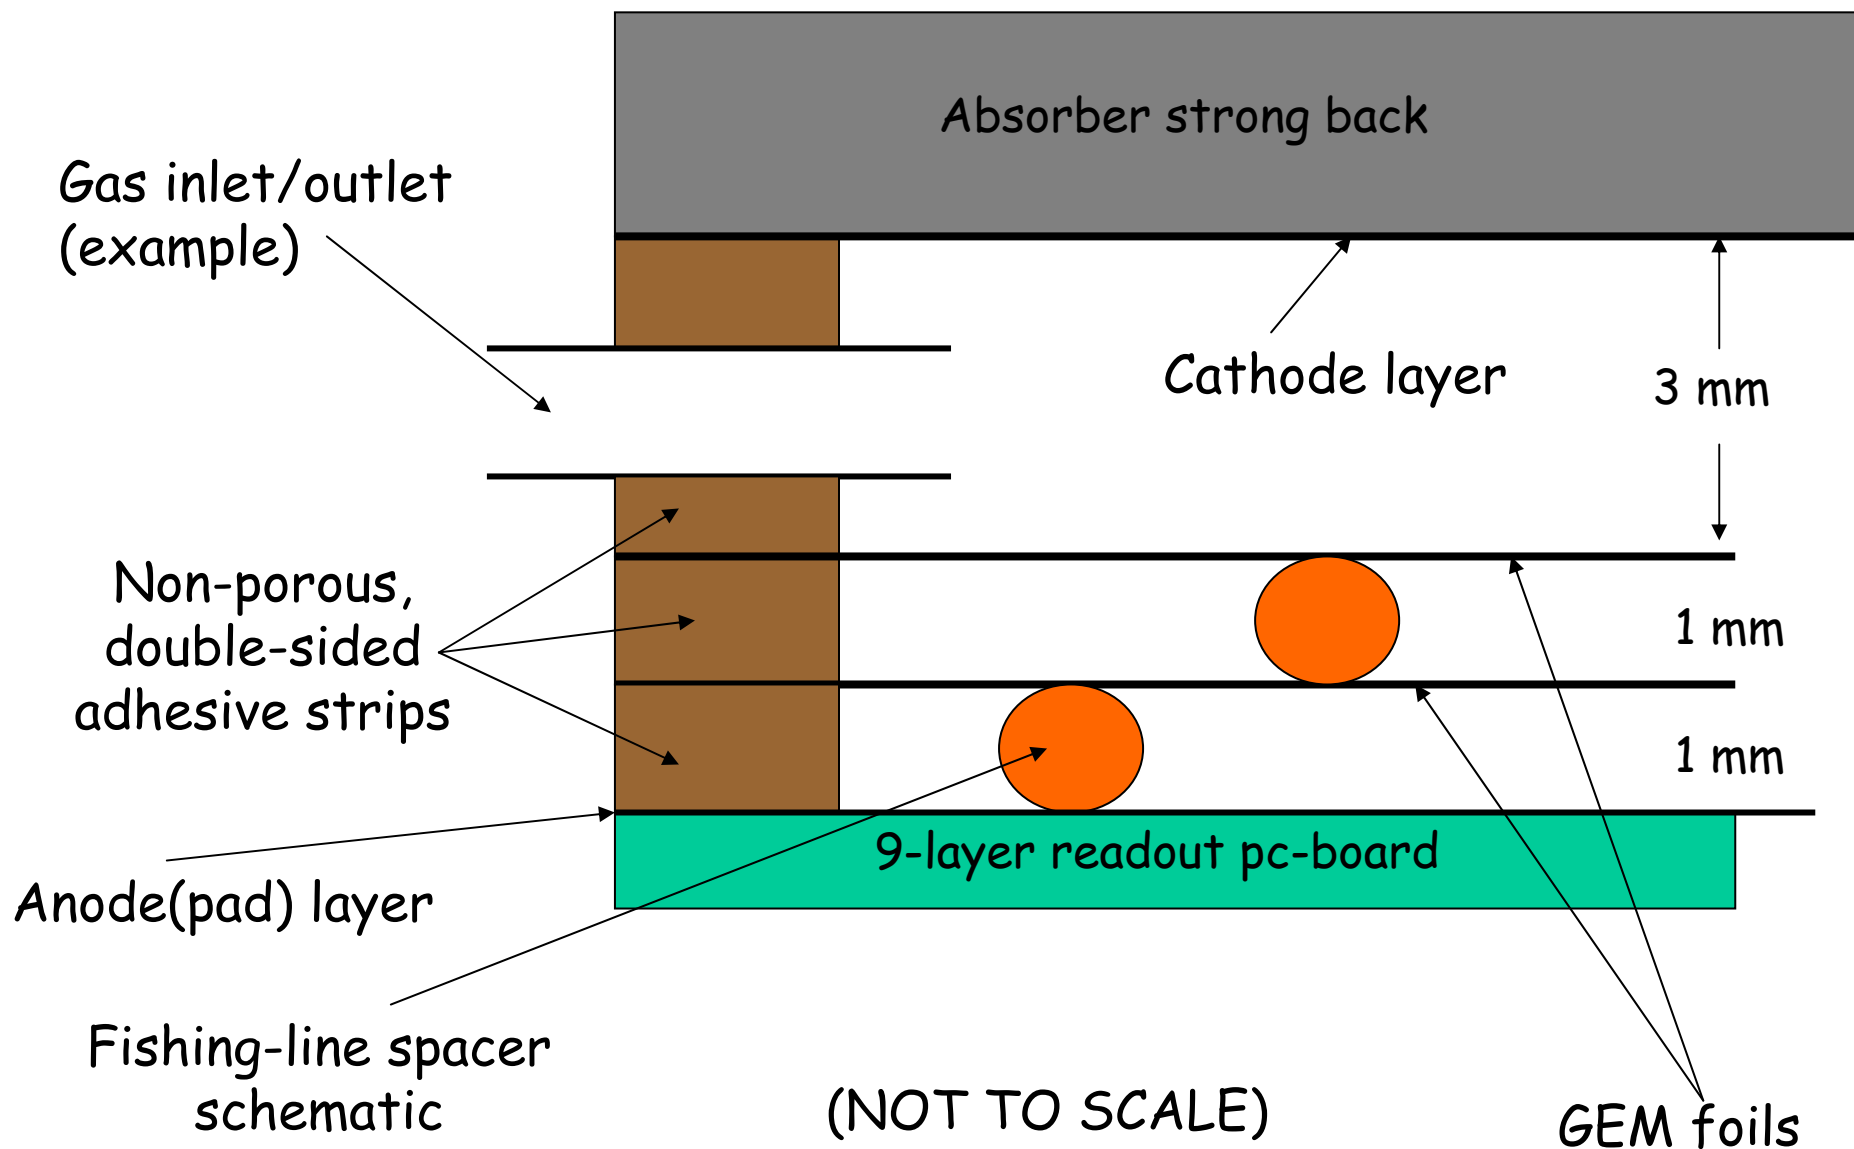 Absorber strong back
Gas inlet/outlet
(example)
Cathode layer
3 mm
Non-porous,
double-sided
adhesive strips
1 mm
1 mm
9-layer readout pc-board
Anode(pad) layer
Fishing-line spacer
schematic
(NOT TO SCALE)
GEM foils